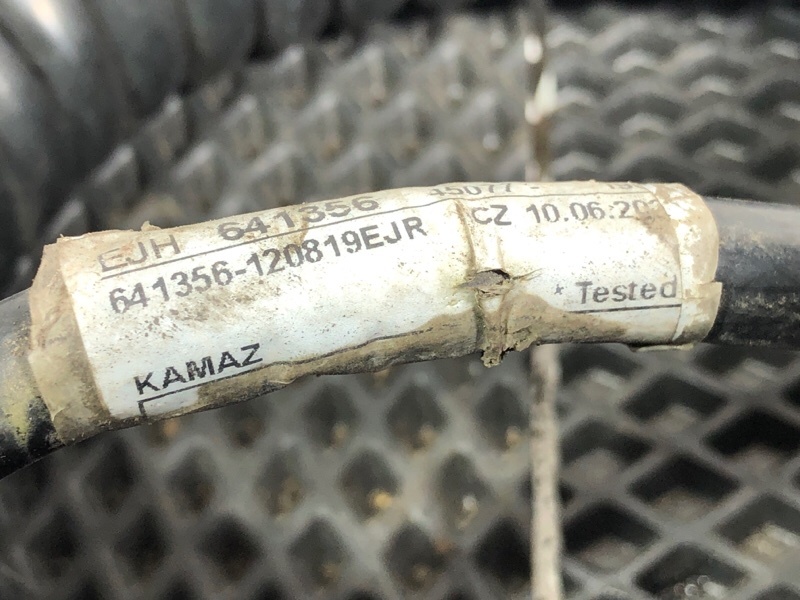 EJH 641356
641356-120819EJR CZ 10.06:20
* Tested
KAMAZ